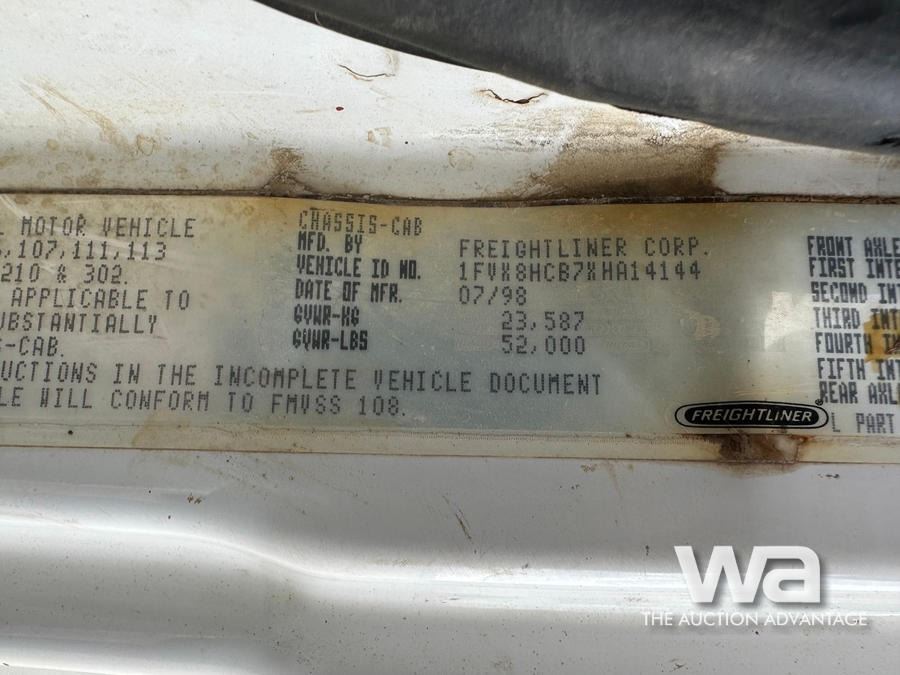 L MOTOR VEHICLE
,107,111,113
210 & 302.
APPLICABLE TO
UBSTANTIALLY
-CAB.
UCTIONS IN THE INCOMPLETE VEHICLE DOCUMENT
LE WILL CONFORM TO FMVSS 108.
CHASSIS-CAB
MFD. BY FREIGHTLINER CORP.
VEHICLE ID NO. 1FVX8HCB7XHA14144
DATE OF MFR. 07/98
GVWR-KG 23,587
GVWR-LBS 52,000
FREIGHTLINER
FRONT AXLE
FIRST INTE
SECOND INT
THIRD INT
FOURTH IN
FIFTH INT
REAR AXL
L PART
wa
THE AUCTION ADVANTAGE